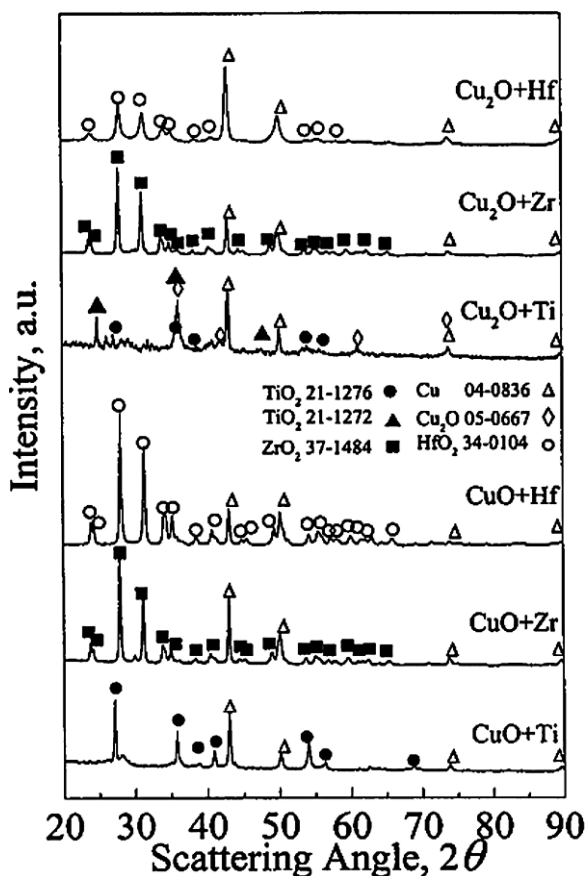 Cu₂O+Hf
Cu₂O+Zr
Cu₂O+Ti
TiO₂ 21-1276 ● Cu 04-0836 △
TiO₂ 21-1272 ▲ Cu₂O 05-0667 ◇
ZrO₂ 37-1484 ■ HfO₂ 34-0104 ○
CuO+Hf
CuO+Zr
CuO+Ti
Intensity, a.u.
20 30 40 50 60 70 80 90
Scattering Angle, 2θ